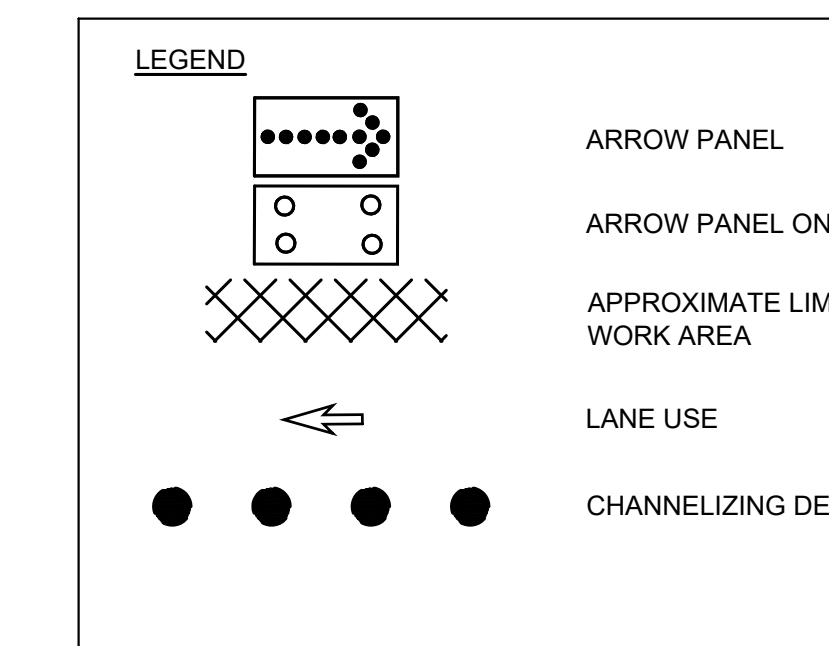 LEGEND
ARROW PANEL
ARROW PANEL ON
APPROXIMATE LIM
WORK AREA
LANE USE
CHANNELIZING DE